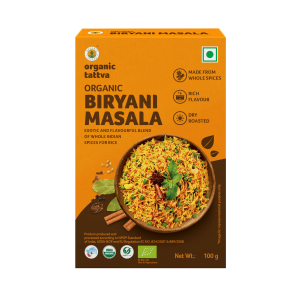 organic
tattva
ORGANIC
BIRYANI
MASALA
EXOTIC AND FLAVOURFUL BLEND
OF WHOLE INDIAN
SPICES FOR RICE
MADE FROM
WHOLE SPICES
RICH
FLAVOUR
DRY
ROASTED
Net Wt.: 100 g